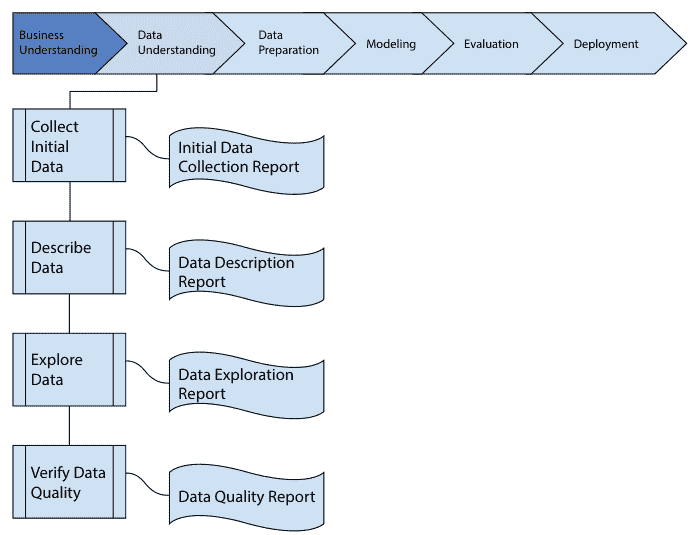 Business
Understanding
Data
Understanding
Data
Preparation
Modeling
Evaluation
Deployment
Collect
Initial
Data
Initial Data
Collection Report
Describe
Data
Data Description
Report
Explore
Data
Data Exploration
Report
Verify Data
Quality
Data Quality Report